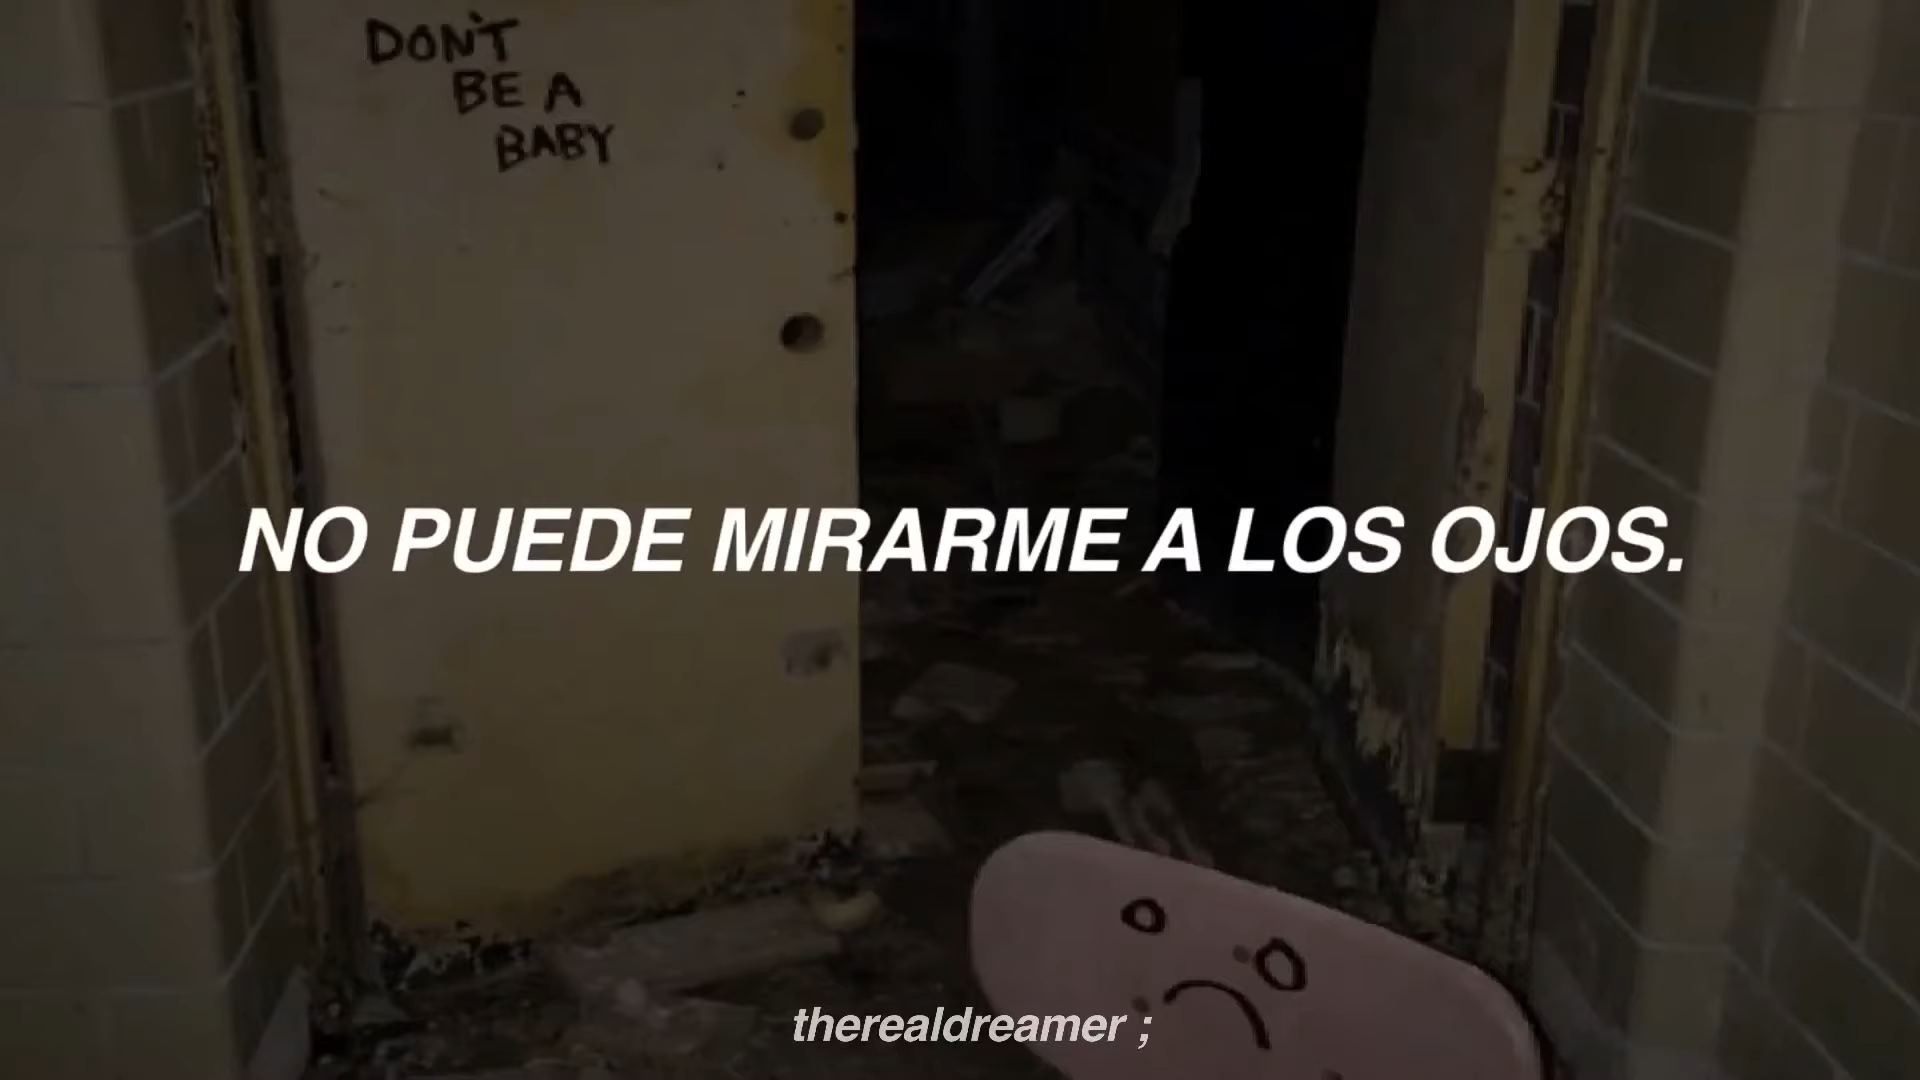 DON'T
BE A
BABY
NO PUEDE MIRARME A LOS OJOS.
therealdreamer ;